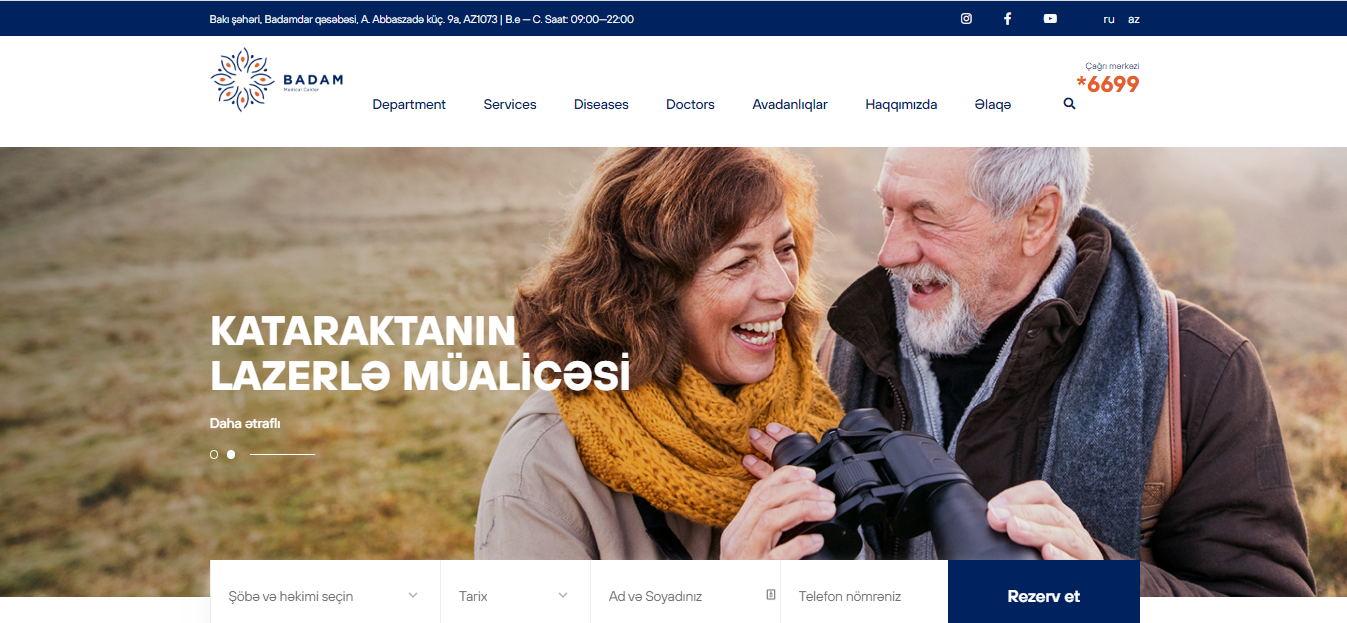 Bakı şəhəri, Badamdar qəsəbəsi, A. Abbaszadə küç. 9a, AZ1073 | B.e — C. Saat: 09:00—22:00
ru az
BADAM
Medical Center
Çağrı mərkəzi
*6699
Department Services Diseases Doctors Avadanlıqlar Haqqımızda Əlaqə
KATARAKTANIN
LAZERLƏ MÜALİCƏSİ
Daha ətraflı
Şöbə və həkimi seçin Tarix Ad və Soyadınız Telefon nömrəniz Rezerv et